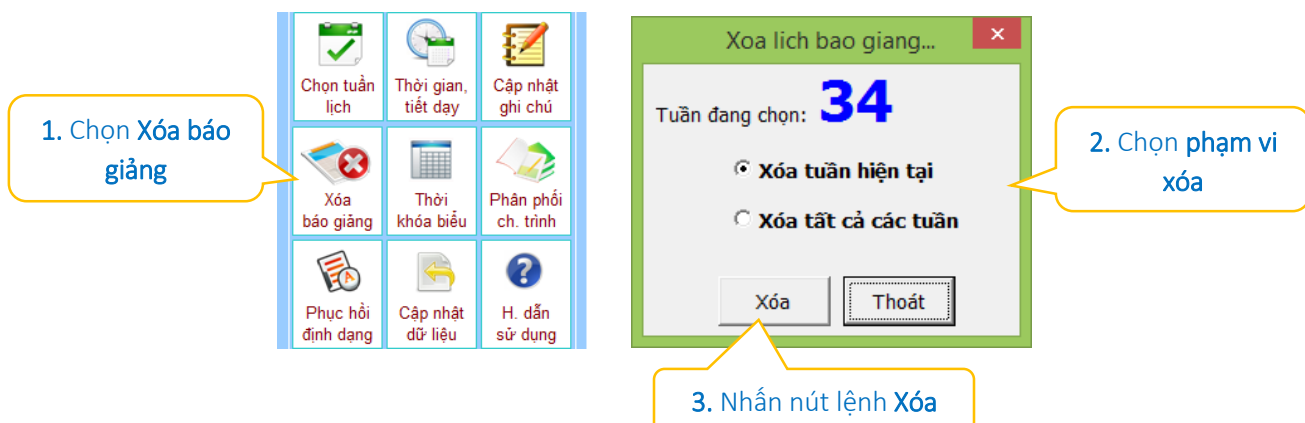 1. Chọn Xóa báo
giảng
Chọn tuần
lịch
Thời gian,
tiết dạy
Cập nhật
ghi chú
Xóa
báo giảng
Thời
khóa biểu
Phân phối
ch. trình
Phục hồi
định dạng
Cập nhật
dữ liệu
H. dẫn
sử dụng
Xoa lich bao giang...
Tuần đang chọn: 34
Xóa tuần hiện tại
Xóa tất cả các tuần
Xóa
Thoát
2. Chọn phạm vi
xóa
3. Nhấn nút lệnh Xóa